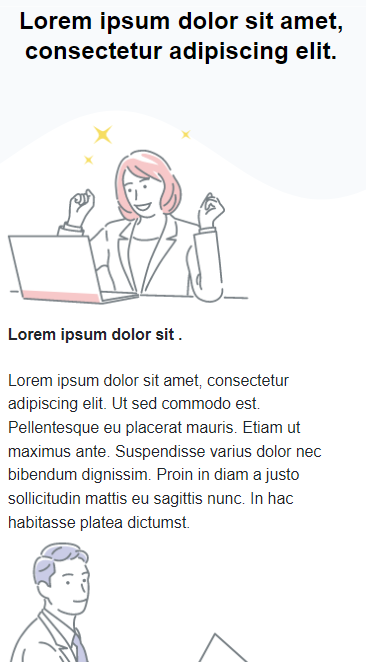 Lorem ipsum dolor sit amet,
consectetur adipiscing elit.
Lorem ipsum dolor sit .
Lorem ipsum dolor sit amet, consectetur
adipiscing elit. Ut sed commodo est.
Pellentesque eu placerat mauris. Etiam ut
maximus ante. Suspendisse varius dolor nec
bibendum dignissim. Proin in diam a justo
sollicitudin mattis eu sagittis nunc. In hac
habitasse platea dictumst.